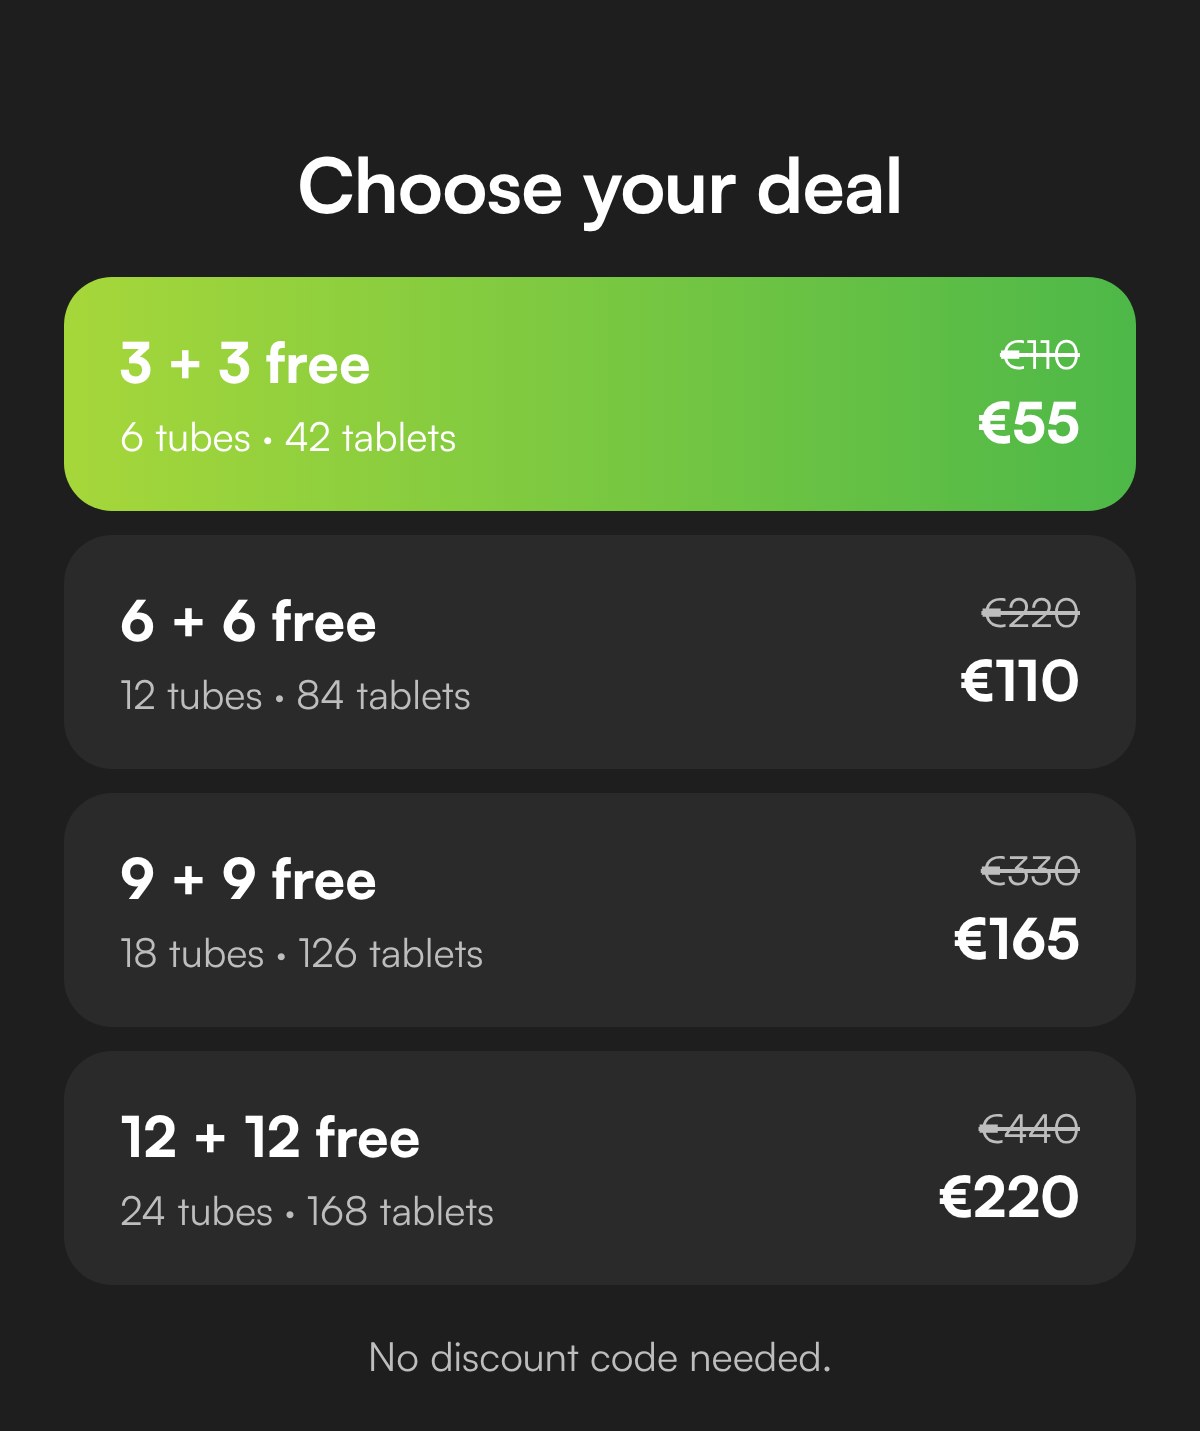 Choose your deal
3 + 3 free
€110
6 tubes · 42 tablets
€55
6 + 6 free
€220
12 tubes · 84 tablets
€110
9 + 9 free
€330
18 tubes · 126 tablets
€165
12 + 12 free
€440
24 tubes · 168 tablets
€220
No discount code needed.